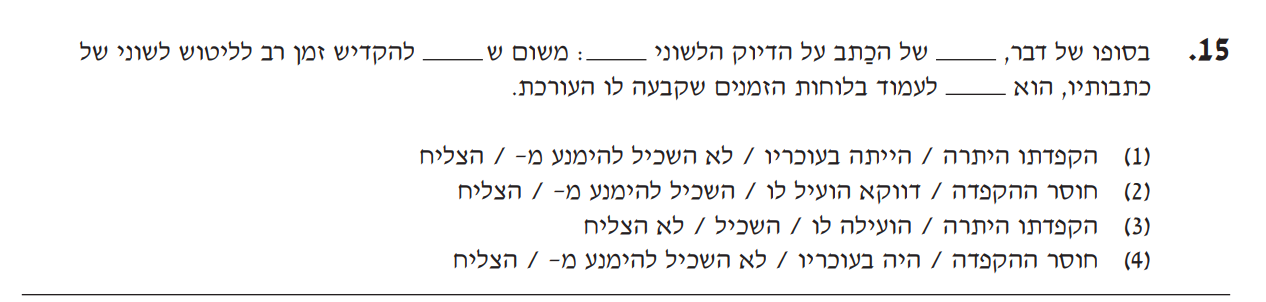 15. בסופו של דבר, _____ של הכַתב על הדיוק הלשוני _____: משום ש_____ להקדיש זמן רב לליטוש לשוני של
כתבותיו, הוא _____ לעמוד בלוחות הזמנים שקבעה לו העורכת.
(1) הקפדתו היתרה / הייתה בעוכריו / לא השכיל להימנע מ- / הצליח
(2) חוסר ההקפדה / דווקא הועיל לו / השכיל להימנע מ- / הצליח
(3) הקפדתו היתרה / הועילה לו / השכיל / לא הצליח
(4) חוסר ההקפדה / היה בעוכריו / לא השכיל להימנע מ- / הצליח